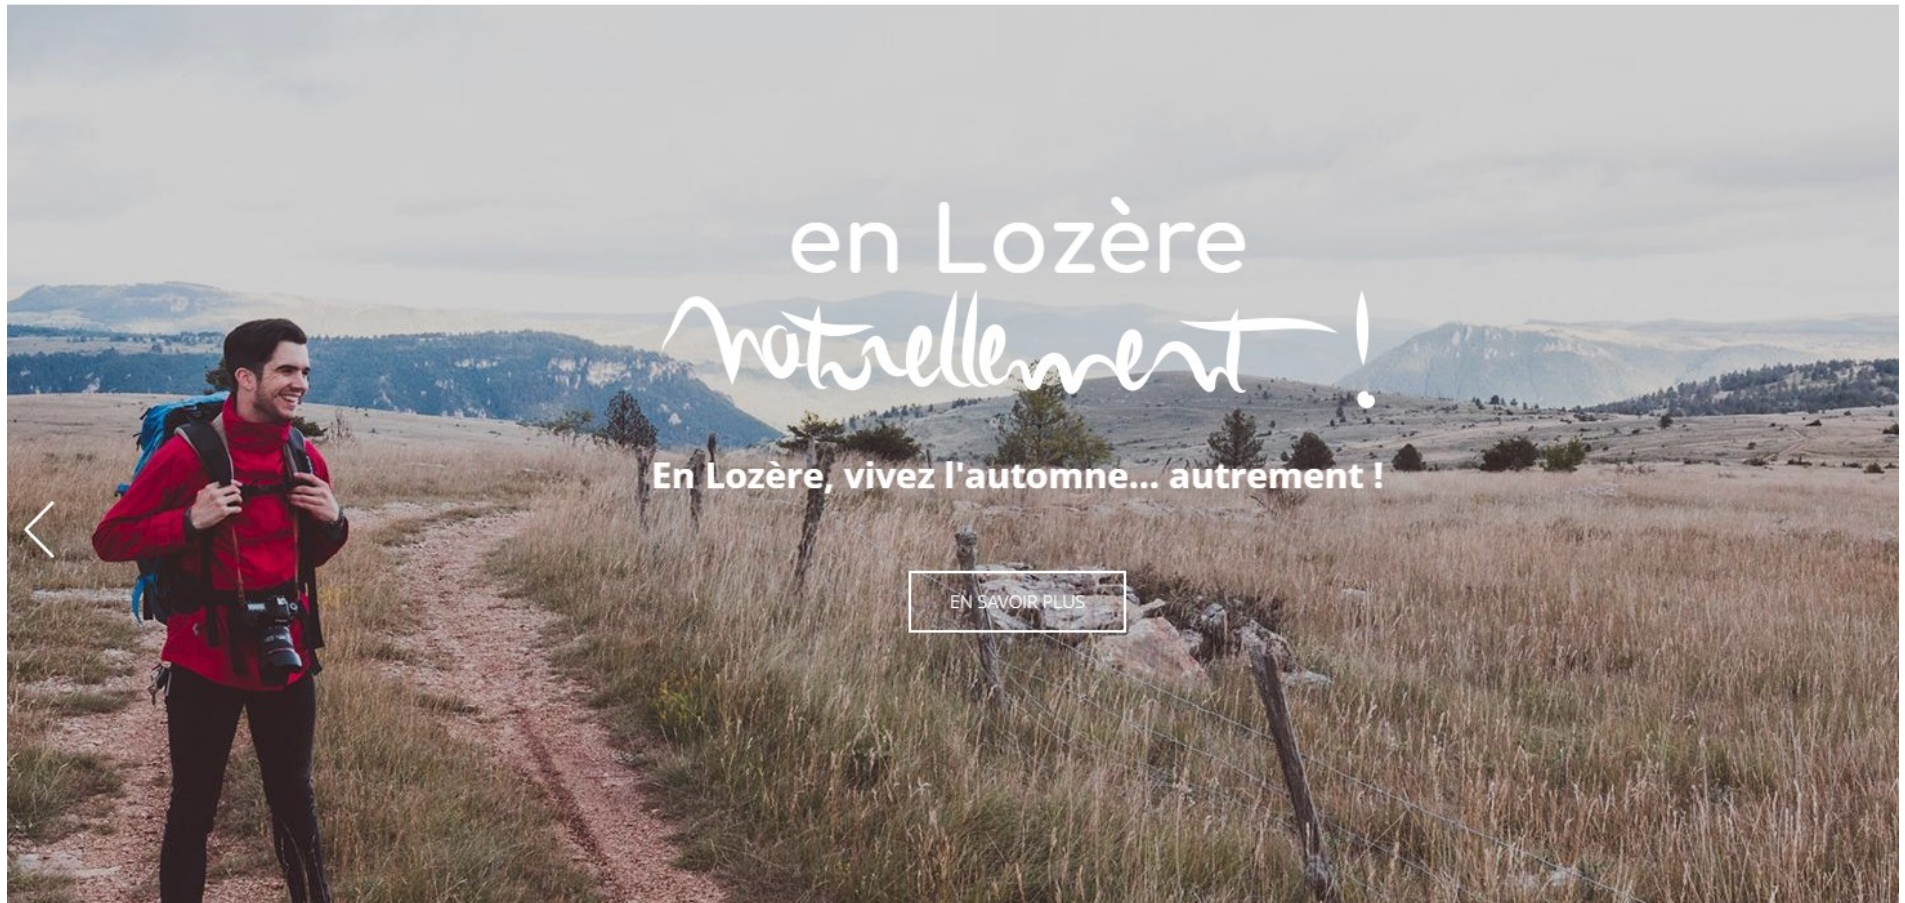 en Lozère
naturellement !
En Lozère, vivez l'automne... autrement !
EN SAVOIR PLUS